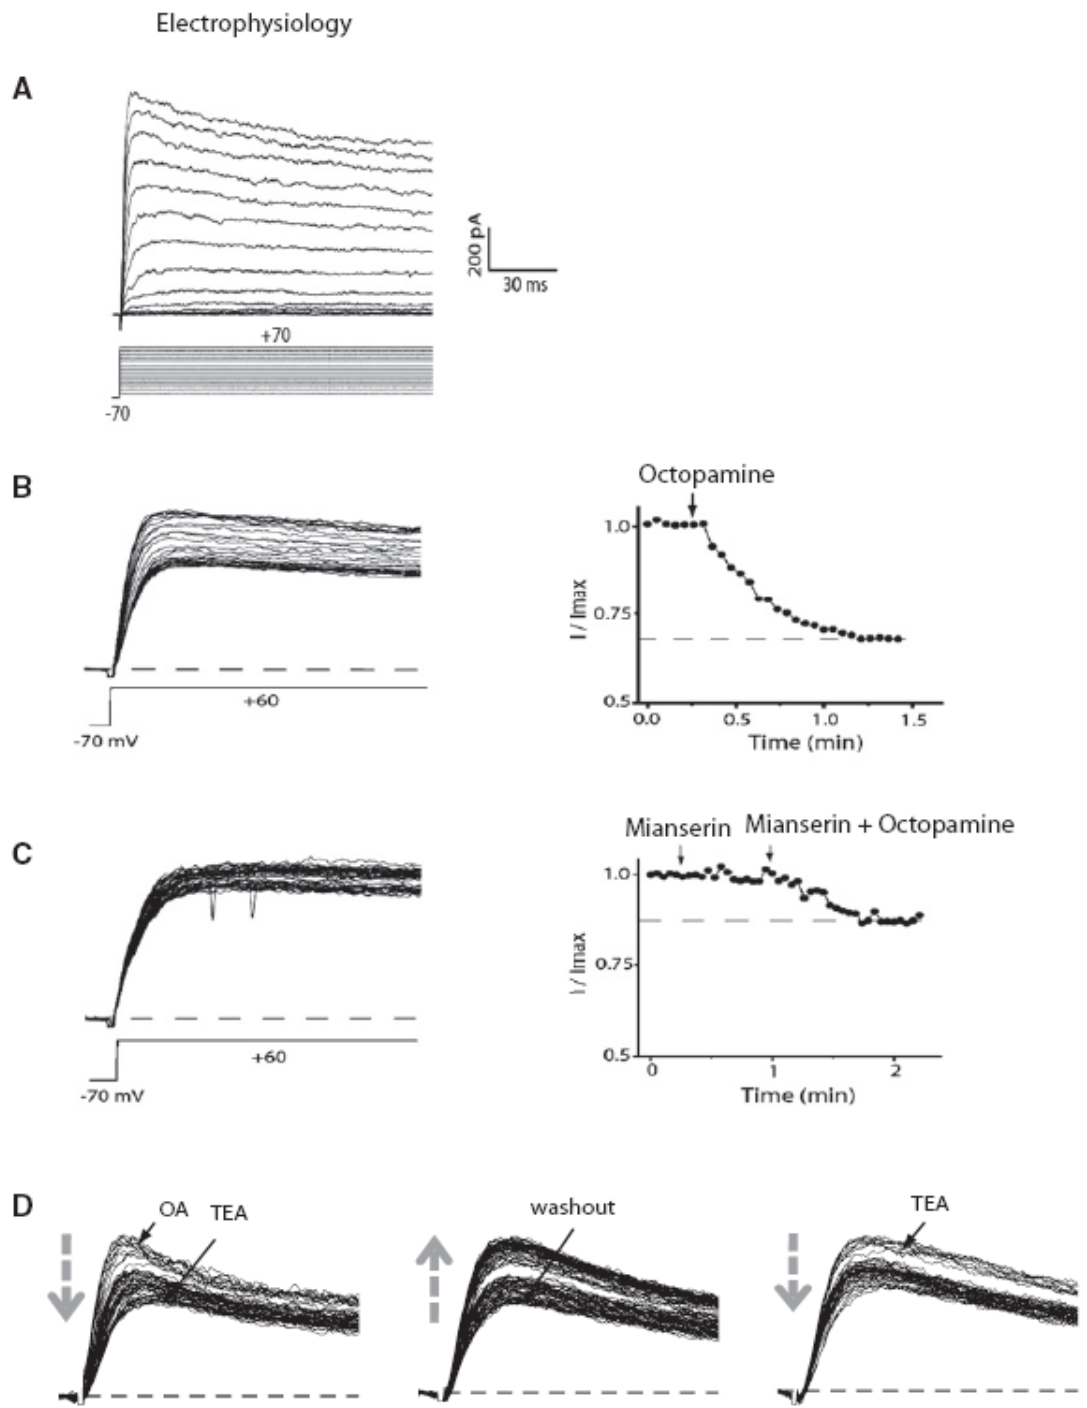 Electrophysiology
A
200 pA
30 ms
+70
-70
B
+60
-70 mV
Octopamine
1.0
0.75
0.5
I / Imax
0.0 0.5 1.0 1.5
Time (min)
C
+60
-70 mV
Mianserin Mianserin + Octopamine
1.0
0.75
0.5
I / Imax
0 1 2
Time (min)
D
OA TEA
washout
TEA